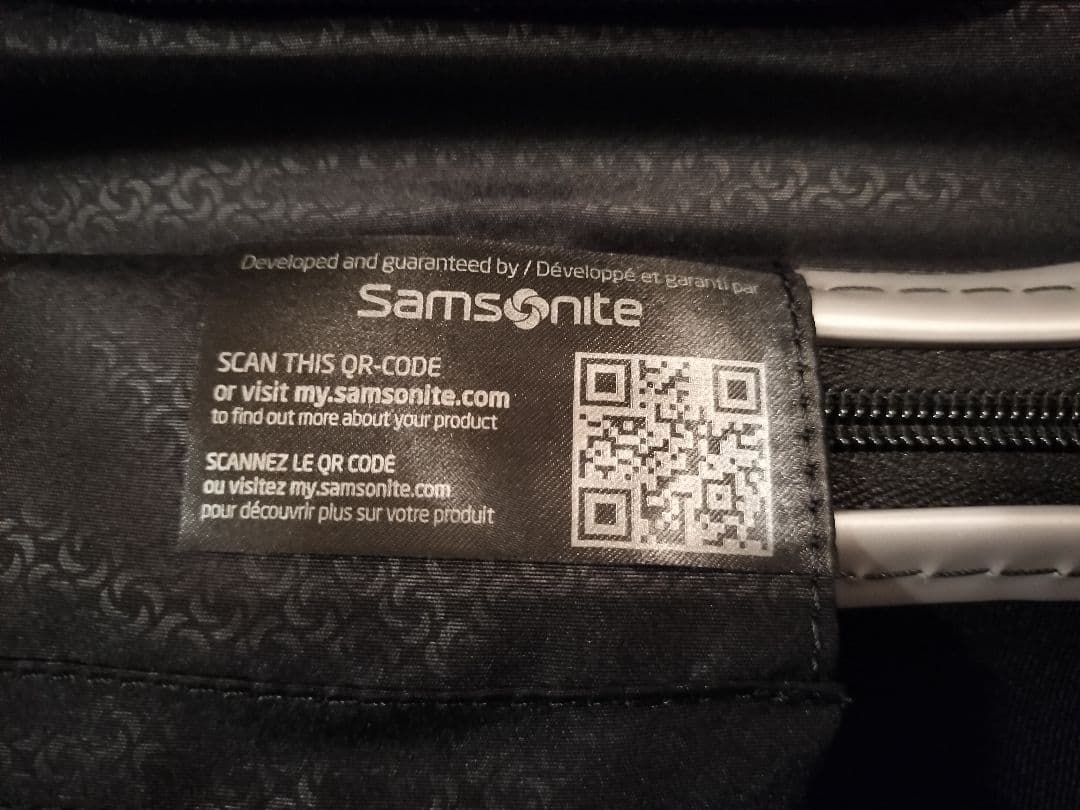 Developed and guaranteed by / Développé et garanti par
Samsonite
SCAN THIS QR-CODE
or visit my.samsonite.com
to find out more about your product
SCANNEZ LE QR CODE
ou visitez my.samsonite.com
pour découvrir plus sur votre produit